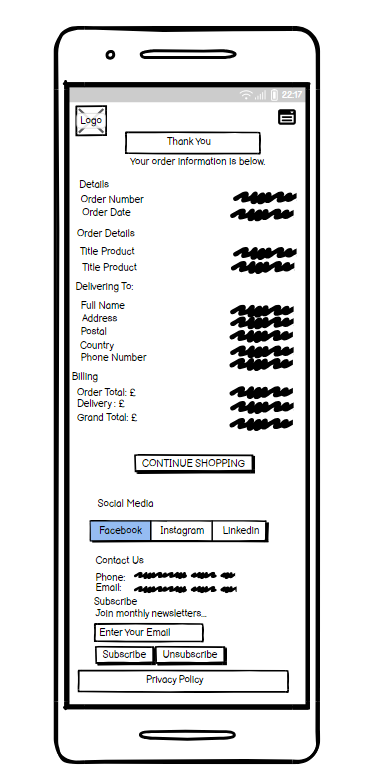 22:17
Logo
Thank You
Your order information is below.
Details
Order Number
Order Date
Order Details
Title Product
Title Product
Delivering To:
Full Name
Address
Postal
Country
Phone Number
Billing
Order Total: £
Delivery : £
Grand Total: £
CONTINUE SHOPPING
Social Media
Facebook Instagram Linkedin
Contact Us
Phone:
Email:
Subscribe
Join monthly newsletters...
Enter Your Email
Subscribe Unsubscribe
Privacy Policy